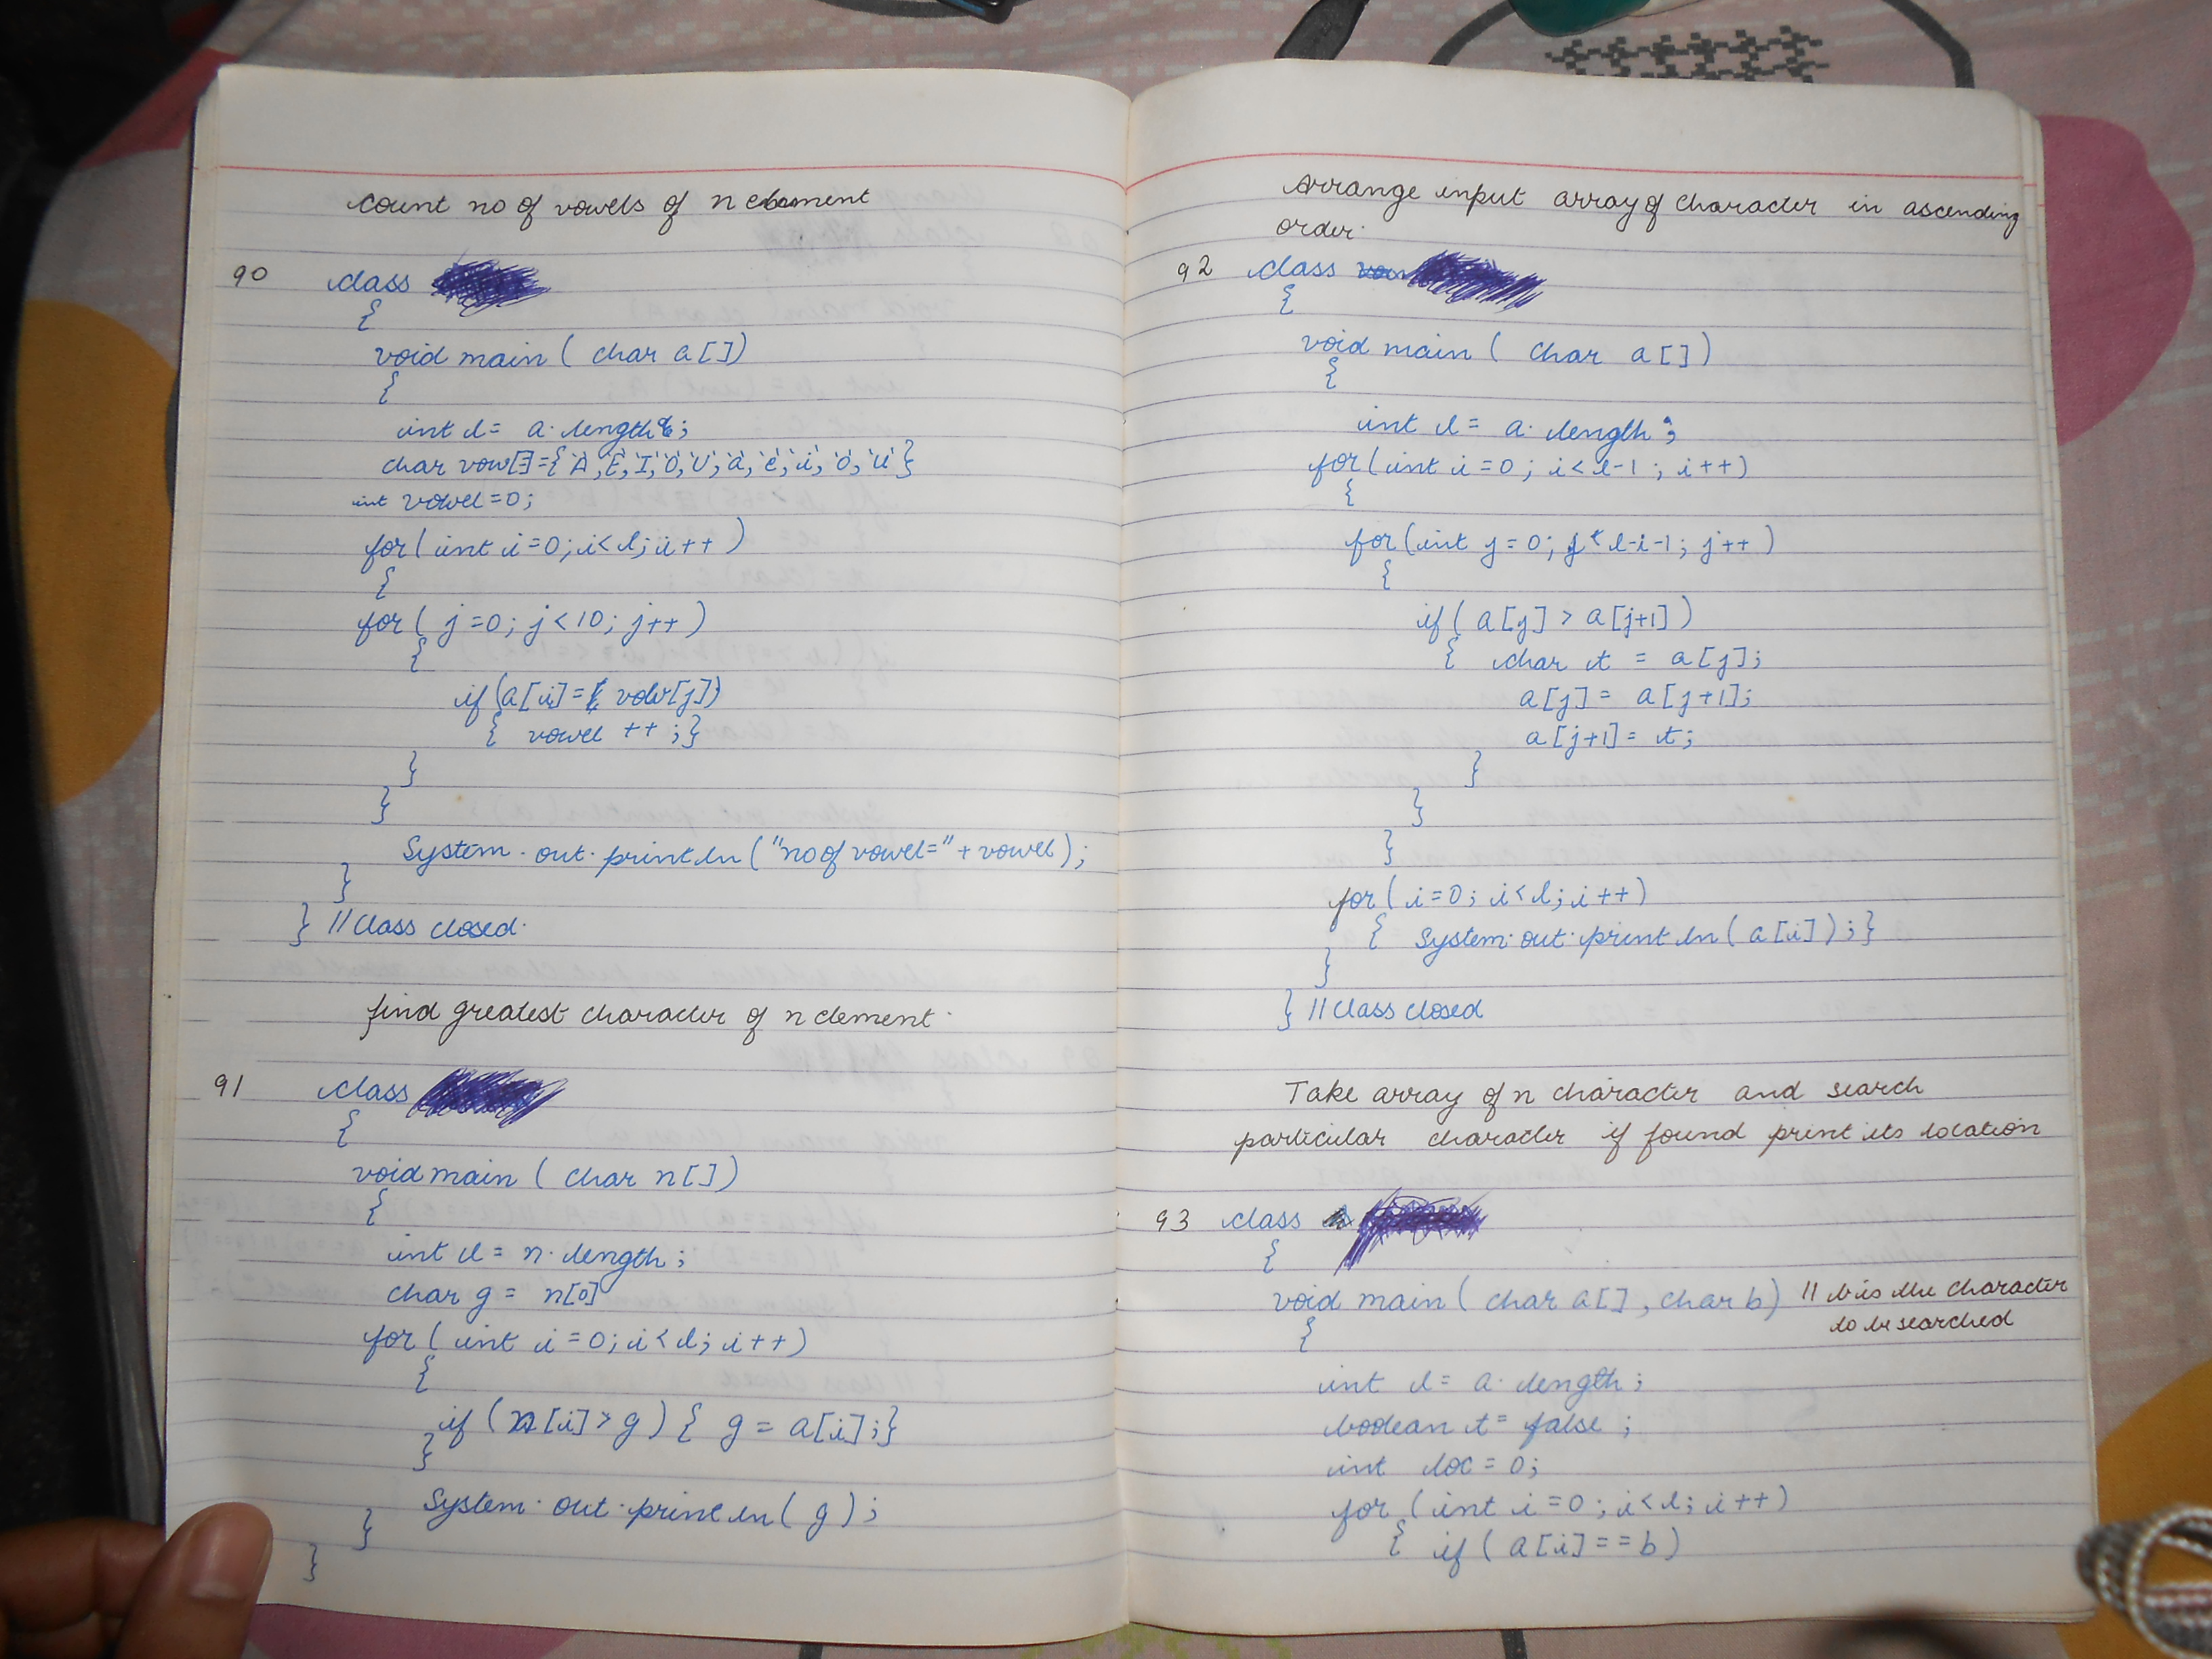 Count no of vowels of n element
90 class
{
void main ( char a[])
{
int l = a.length;
char vow[]={'A','E','I','O','U','a','e','i','o','u'}
int vowel=0;
for(int i=0;i<l;i++)
{
for( j=0; j<10; j++)
{
if(a[i]== vow[j])
{ vowel ++ ;}
}
}
System.out.println("no of vowel="+vowel);
}
} //class closed.
find greatest character of n element.
91 class
{
void main ( char n[])
{
int l = n.length;
char g = n[0]
for( int i=0;i<l; i++)
{
if ( n[i]>g) { g = a[i];}
}
System.out.println( g );
}
}
Arrange input array of character in ascending
order.
92 class
{
void main ( char a[])
{
int l = a.length;
for(int i=0; i<l-1 ; i++)
{
for(int j=0; j<l-i-1; j++)
{
if( a[j] > a[j+1])
{ char t = a[j];
a[j] = a[j+1];
a[j+1] = t;
}
}
}
for( i=0; i<l;i++)
{ System.out.println( a[i]);}
}
} //class closed
Take array of n character and search
particular character if found print its location
93 class
{
void main( char a[], char b) // b is the character
to be searched
{
int l= a.length;
boolean t= false ;
int loc = 0;
for (int i=0; i<l; i++)
{ if ( a[i]==b)